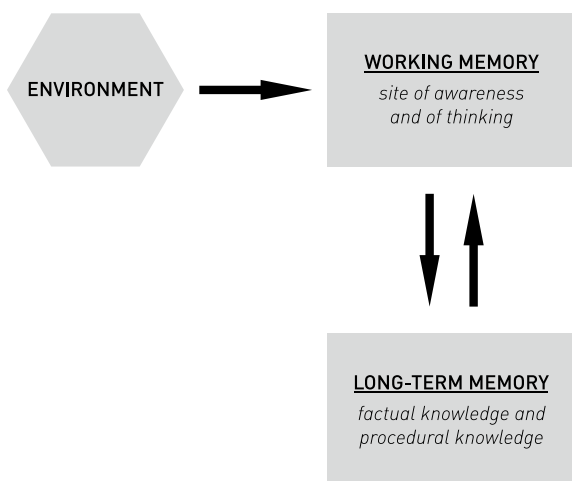 ENVIRONMENT
WORKING MEMORY
site of awareness
and of thinking
LONG-TERM MEMORY
factual knowledge and
procedural knowledge